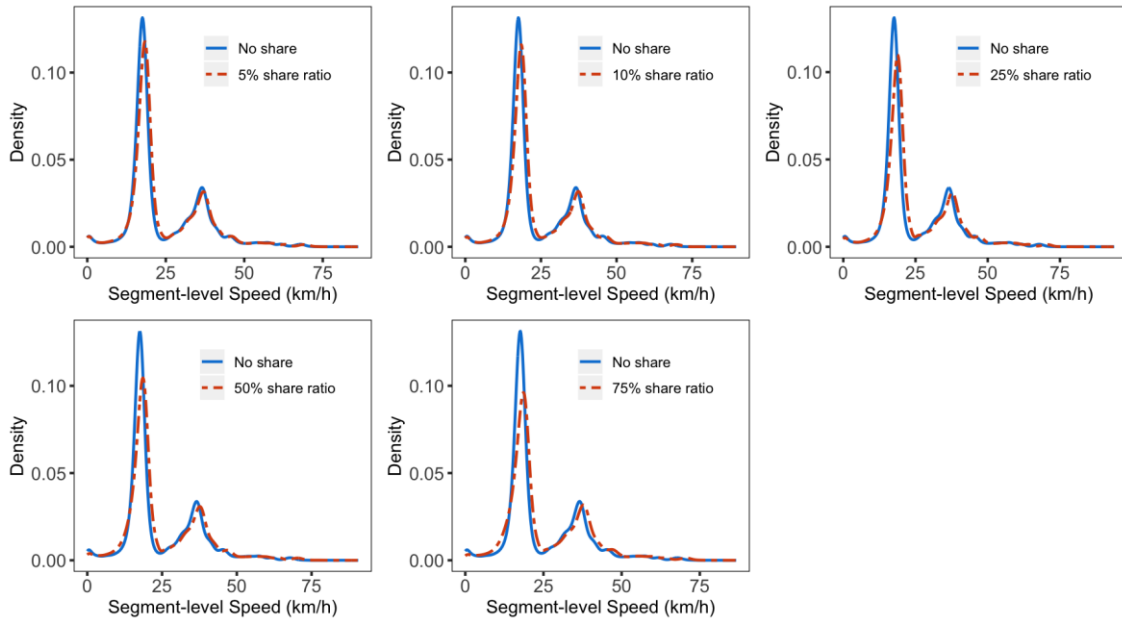 No share
5% share ratio
0.10
0.05
0.00
Density
0
25
50
75
Segment-level Speed (km/h)
No share
10% share ratio
0.10
0.05
0.00
Density
0
25
50
75
Segment-level Speed (km/h)
No share
25% share ratio
0.10
0.05
0.00
Density
0
25
50
75
Segment-level Speed (km/h)
No share
50% share ratio
0.10
0.05
0.00
Density
0
25
50
75
Segment-level Speed (km/h)
No share
75% share ratio
0.10
0.05
0.00
Density
0
25
50
75
Segment-level Speed (km/h)